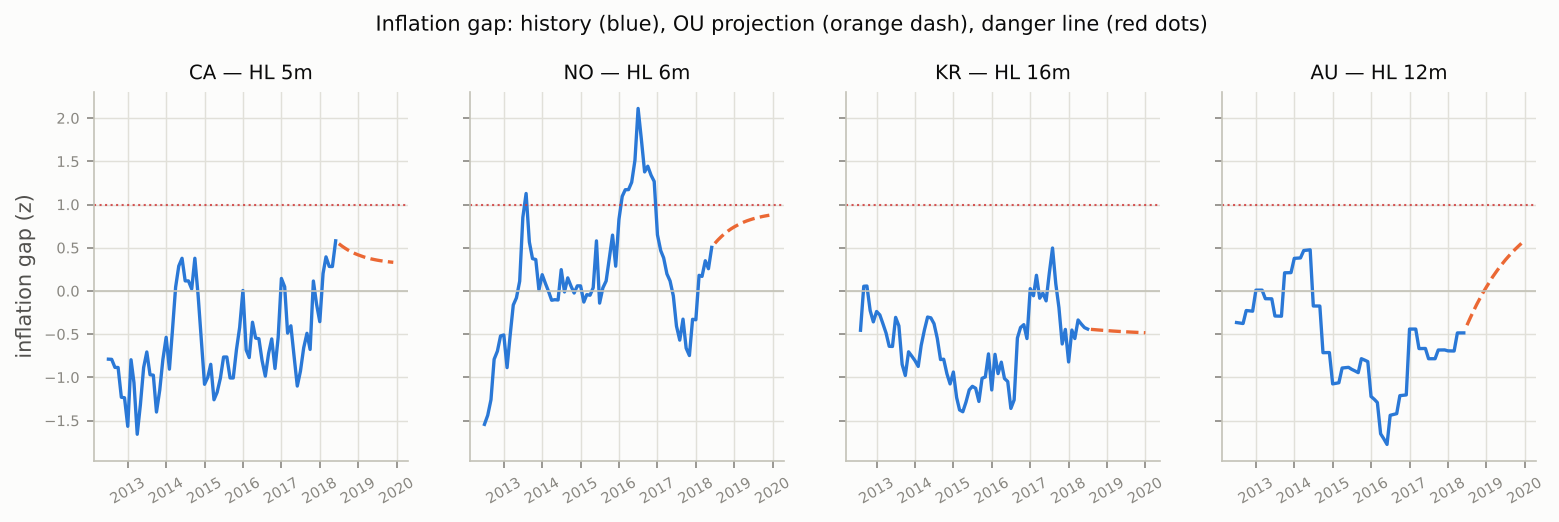 Inflation gap: history (blue), OU projection (orange dash), danger line (red dots)
CA — HL 5m
NO — HL 6m
KR — HL 16m
AU — HL 12m
inflation gap (z)
2.0
1.5
1.0
0.5
0.0
−0.5
−1.0
−1.5
2013 2014 2015 2016 2017 2018 2019 2020
2013 2014 2015 2016 2017 2018 2019 2020
2013 2014 2015 2016 2017 2018 2019 2020
2013 2014 2015 2016 2017 2018 2019 2020